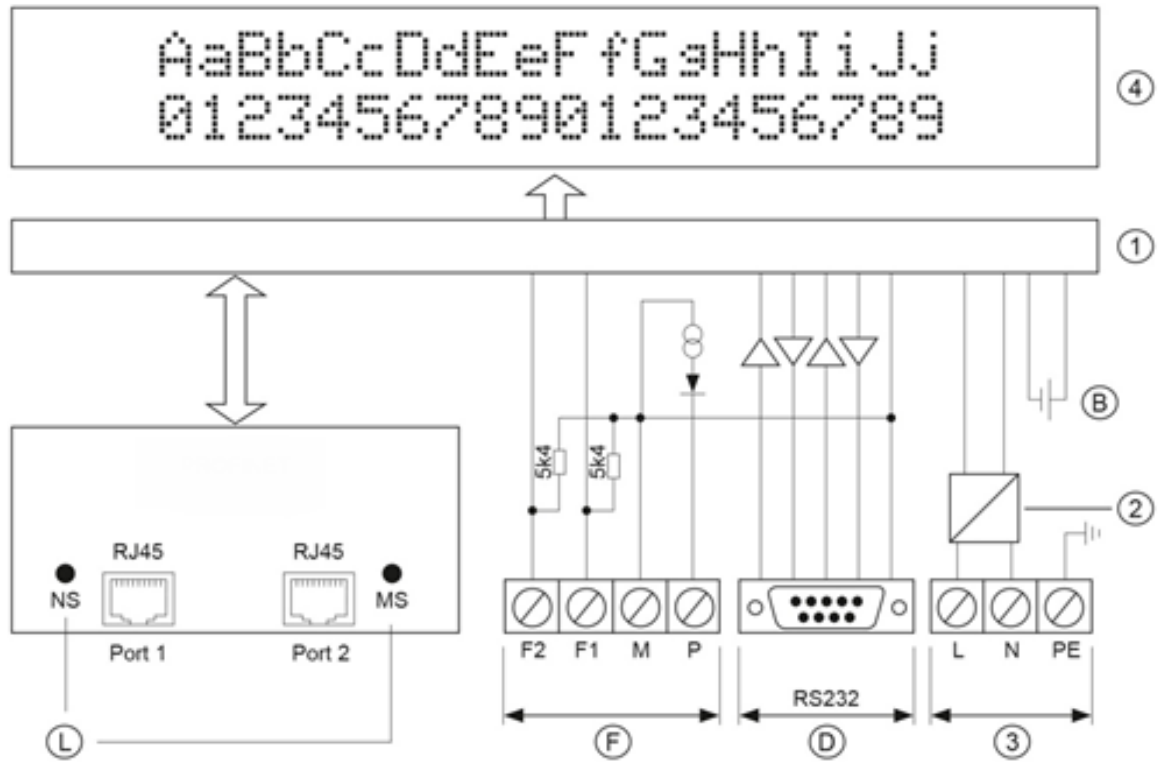 AaBbCcDdEeFfGgHhIiJj
01234567890123456789
4
1
B
5k4
5k4
2
RJ45
RJ45
NS
MS
Port 1
Port 2
F2
F1
M
P
L
N
PE
RS232
L
F
D
3